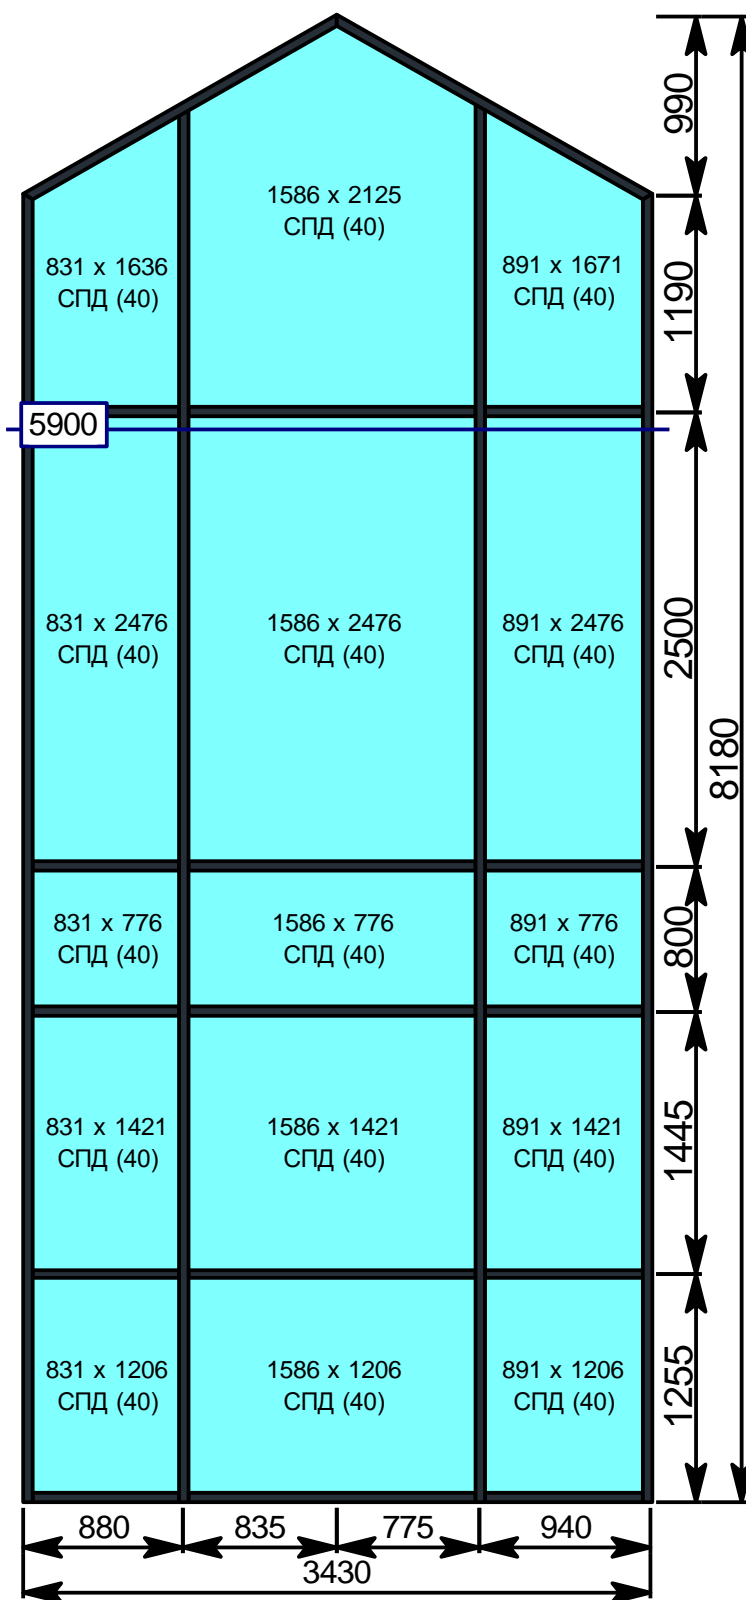 990
1586 x 2125
СПД (40)
831 x 1636
СПД (40)
891 x 1671
СПД (40)
1190
5900
831 x 2476
СПД (40)
1586 x 2476
СПД (40)
891 x 2476
СПД (40)
2500
8180
831 x 776
СПД (40)
1586 x 776
СПД (40)
891 x 776
СПД (40)
800
831 x 1421
СПД (40)
1586 x 1421
СПД (40)
891 x 1421
СПД (40)
1445
831 x 1206
СПД (40)
1586 x 1206
СПД (40)
891 x 1206
СПД (40)
1255
880
835
775
940
3430